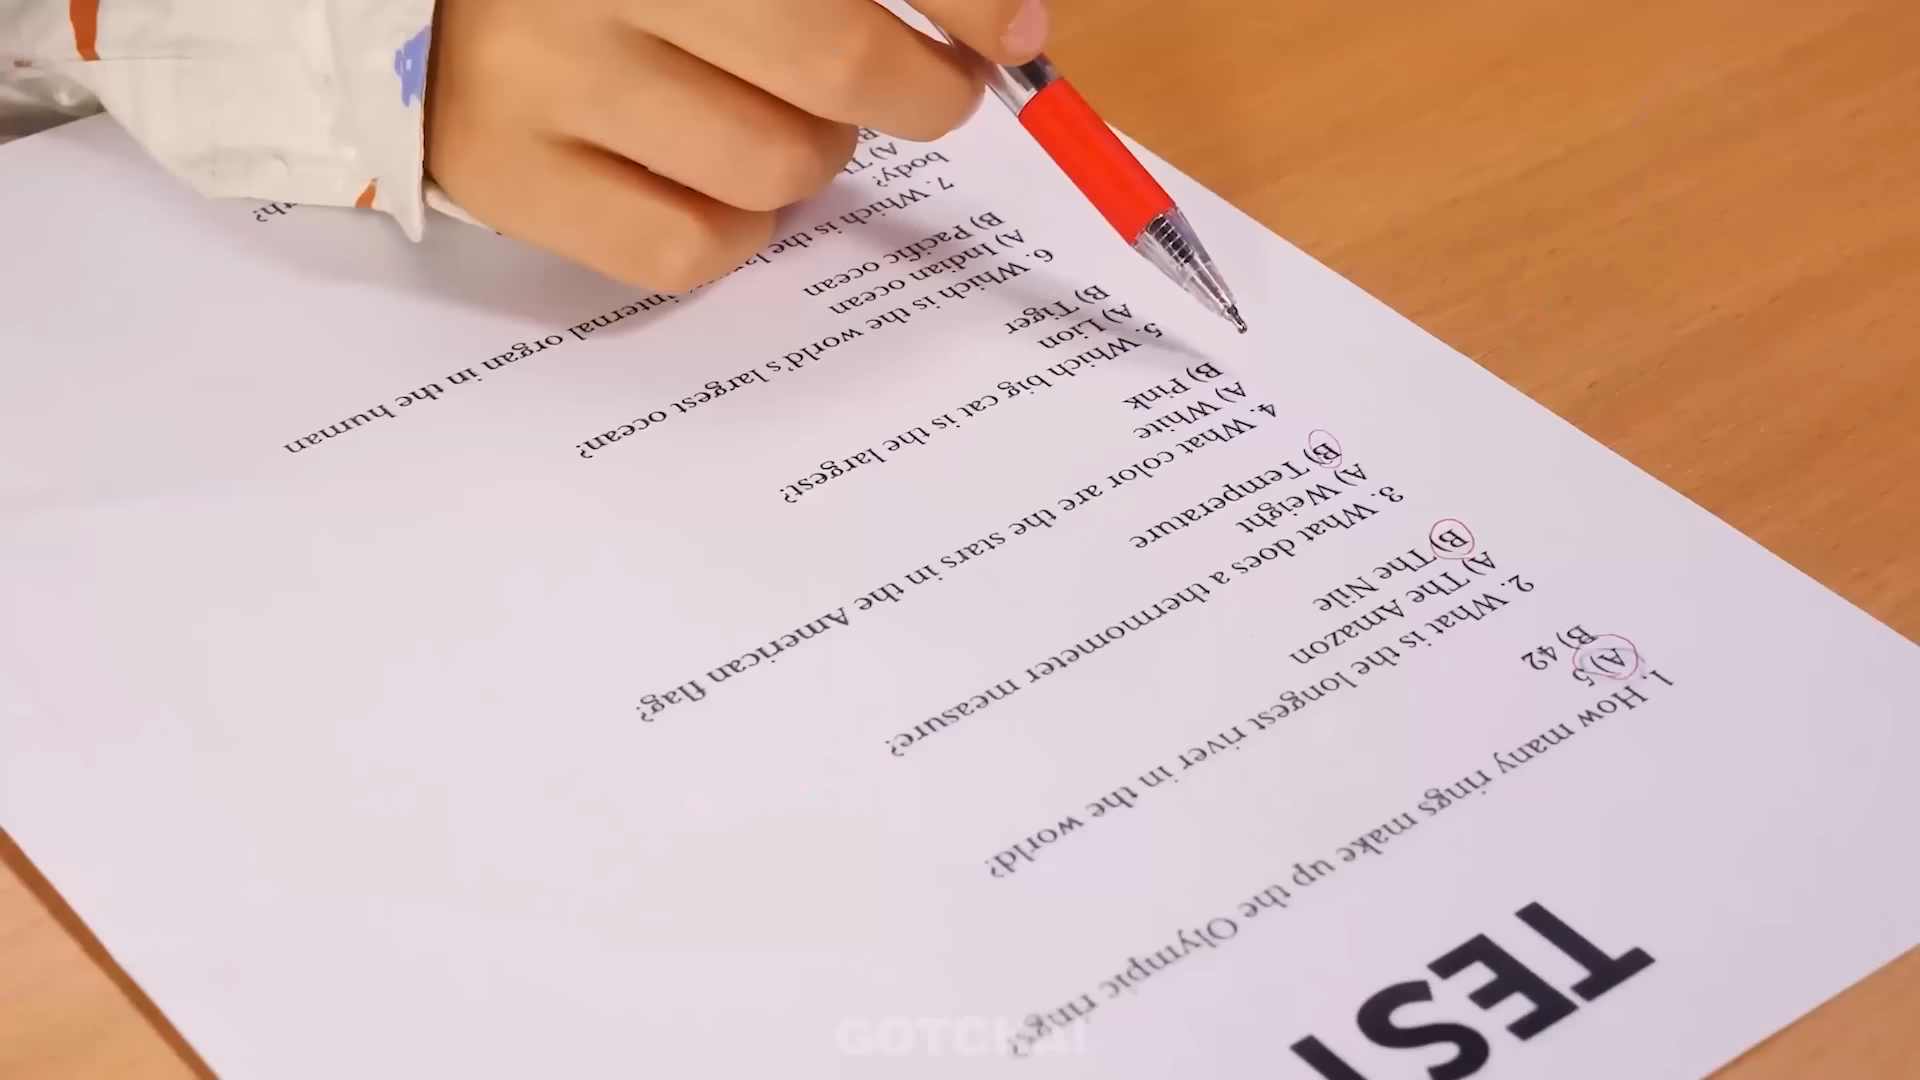 TEST
1. How many rings make up the Olympic rings?
A) 5
B) 42
2. What is the longest river in the world?
A) The Amazon
B) The Nile
3. What does a thermometer measure?
A) Weight
B) Temperature
4. What color are the stars in the American flag?
A) White
B) Pink
5. Which big cat is the largest?
A) Lion
B) Tiger
6. Which is the world's largest ocean?
A) Indian ocean
B) Pacific ocean
7. Which is the internal organ in the human
body?
A)
B
GOTCHA!